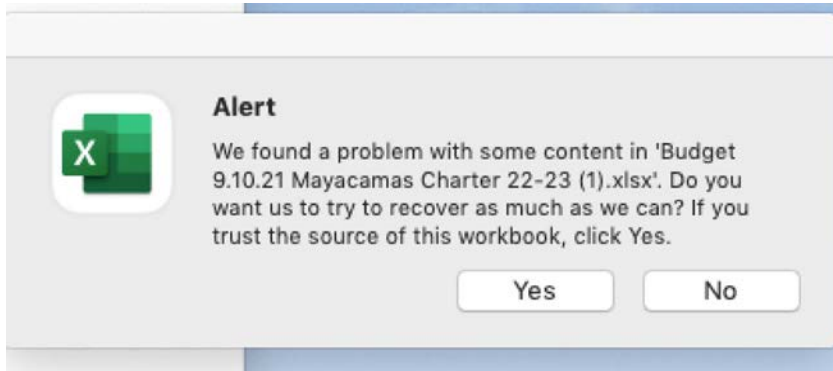 Alert
We found a problem with some content in 'Budget
9.10.21 Mayacamas Charter 22-23 (1).xlsx'. Do you
want us to try to recover as much as we can? If you
trust the source of this workbook, click Yes.
Yes No
X